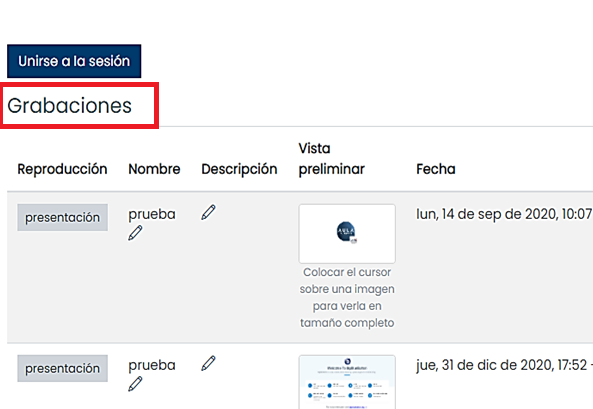 Unirse a la sesión
Grabaciones
Reproducción Nombre Descripción Vista preliminar Fecha
presentación prueba lun, 14 de sep de 2020, 10:07
AULA
Colocar el cursor
sobre una imagen
para verla en
tamaño completo
presentación prueba jue, 31 de dic de 2020, 17:52 -